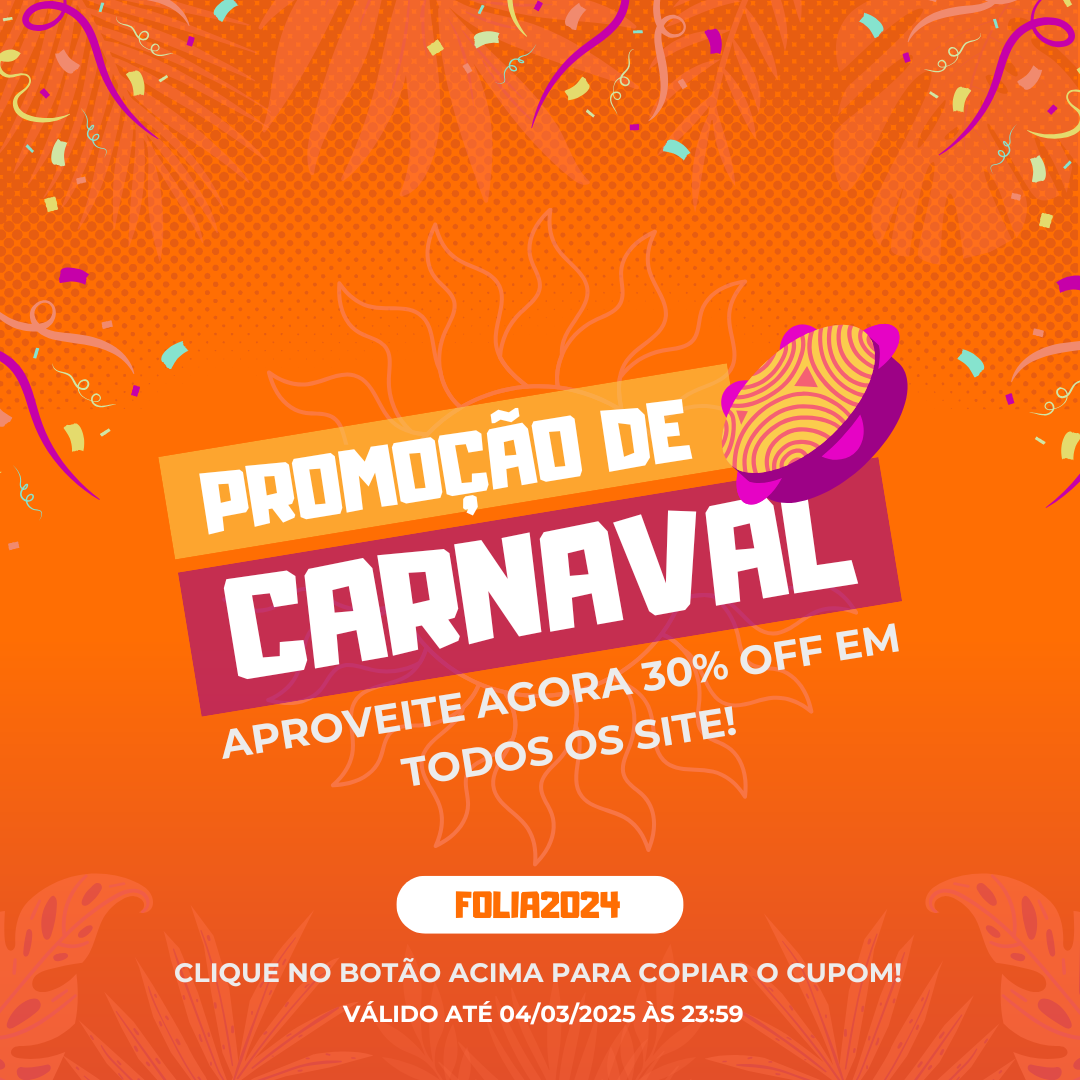 PROMOÇÃO DE
CARNAVAL
APROVEITE AGORA 30% OFF EM
TODOS OS SITE!
FOLIA2024
CLIQUE NO BOTÃO ACIMA PARA COPIAR O CUPOM!
VÁLIDO ATÉ 04/03/2025 ÀS 23:59